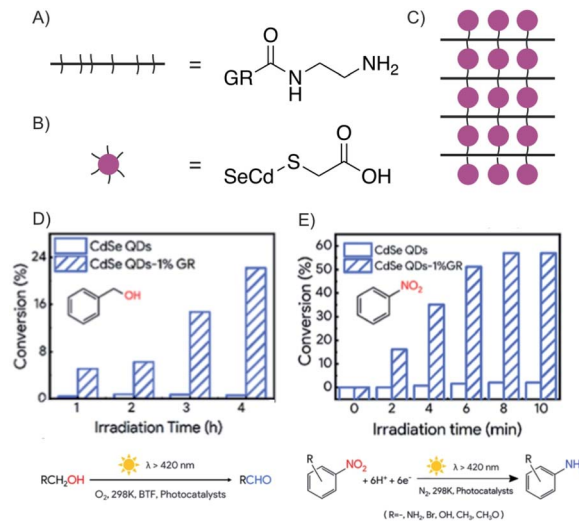 A)
= GR O N H NH2
B)
= SeCd S O OH
C)
D)
Conversion (%)
24
16
8
0
CdSe QDs
CdSe QDs-1% GR
OH
1 2 3 4
Irradiation Time (h)
E)
Conversion (%)
60
50
40
30
20
10
0
CdSe QDs
CdSe QDs-1%GR
NO2
0 2 4 6 8 10
Irradiation time (min)
RCH2OH λ > 420 nm RCHO
O2, 298K, BTF, Photocatalysts
R NO2 + 6H+ + 6e- λ > 420 nm R NH
N2, 298K, Photocatalysts
( R=-, NH2, Br, OH, CH3, CH3O )